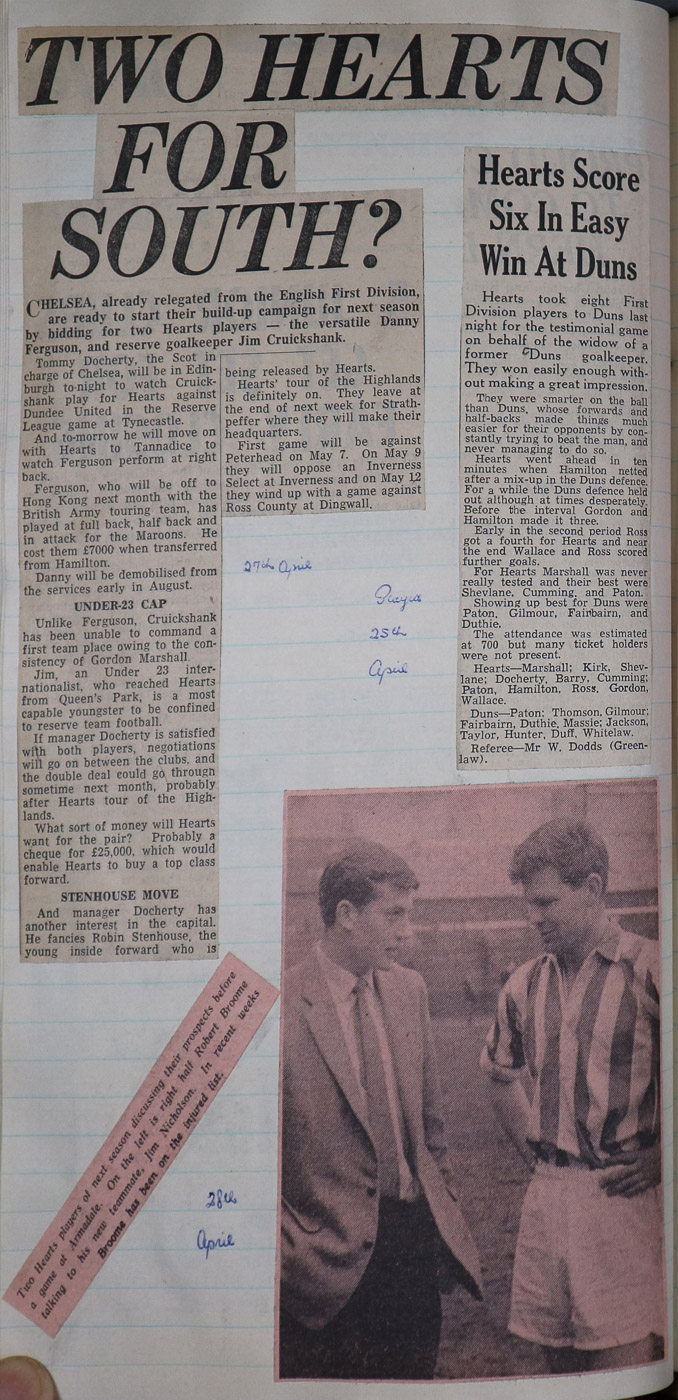 TWO HEARTS
FOR
SOUTH?
CHELSEA, already relegated from the English First Division,
are ready to start their build-up campaign for next season
by bidding for two Hearts players — the versatile Danny
Ferguson, and reserve goalkeeper Jim Cruickshank.
Tommy Docherty, the Scot in
charge of Chelsea, will be in Edin-
burgh to-night to watch Cruick-
shank play for Hearts against
Dundee United in the Reserve
League game at Tynecastle.
And to-morrow he will move on
with Hearts to Tannadice to
watch Ferguson perform at right
back.
Ferguson, who will be off to
Hong Kong next month with the
British Army touring team, has
played at full back, half back and
in attack for the Maroons. He
cost them £7000 when transferred
from Hamilton.
Danny will be demobilised from
the services early in August.
UNDER-23 CAP
Unlike Ferguson, Cruickshank
has been unable to command a
first team place owing to the con-
sistency of Gordon Marshall.
Jim, an Under 23 inter-
nationalist, who reached Hearts
from Queen's Park, is a most
capable youngster to be confined
to reserve team football.
If manager Docherty is satisfied
with both players, negotiations
will go on between the clubs, and
the double deal could go through
sometime next month, probably
after Hearts tour of the High-
lands.
What sort of money will Hearts
want for the pair? Probably a
cheque for £25,000, which would
enable Hearts to buy a top class
forward.
STENHOUSE MOVE
And manager Docherty has
another interest in the capital.
He fancies Robin Stenhouse, the
young inside forward who is
being released by Hearts.
Hearts' tour of the Highlands
is definitely on. They leave at
the end of next week for Strath-
peffer where they will make their
headquarters.
First game will be against
Peterhead on May 7. On May 9
they will oppose an Inverness
Select at Inverness and on May 12
they wind up with a game against
Ross County at Dingwall.
27th April
25th
April
Hearts Score
Six In Easy
Win At Duns
Hearts took eight First
Division players to Duns last
night for the testimonial game
on behalf of the widow of a
former Duns goalkeeper.
They won easily enough with-
out making a great impression.
They were smarter on the ball
than Duns, whose forwards and
half-backs made things much
easier for their opponents by con-
stantly trying to beat the man, and
never managing to do so.
Hearts went ahead in ten
minutes when Hamilton netted
after a mix-up in the Duns defence.
For a while the Duns defence held
out although at times desperately.
Before the interval Gordon and
Hamilton made it three.
Early in the second period Ross
got a fourth for Hearts and near
the end Wallace and Ross scored
further goals.
For Hearts Marshall was never
really tested and their best were
Shevlane, Cumming, and Paton.
Showing up best for Duns were
Paton, Gilmour, Fairbairn, and
Duthie.
The attendance was estimated
at 700 but many ticket holders
were not present.
Hearts—Marshall; Kirk, Shev-
lane; Docherty, Barry, Cumming;
Paton, Hamilton, Ross, Gordon,
Wallace.
Duns—Paton; Thomson, Gilmour;
Fairbairn, Duthie, Massie; Jackson,
Taylor, Hunter, Duff, Whitelaw.
Referee—Mr W. Dodds (Green-
law).
Two Hearts players of next season discussing their prospects before
a game at Armadale. On the left is right half Robert Broome
talking to his new teammate, Jim Nicholson. In recent weeks
Broome has been on the injured list.
28th
April